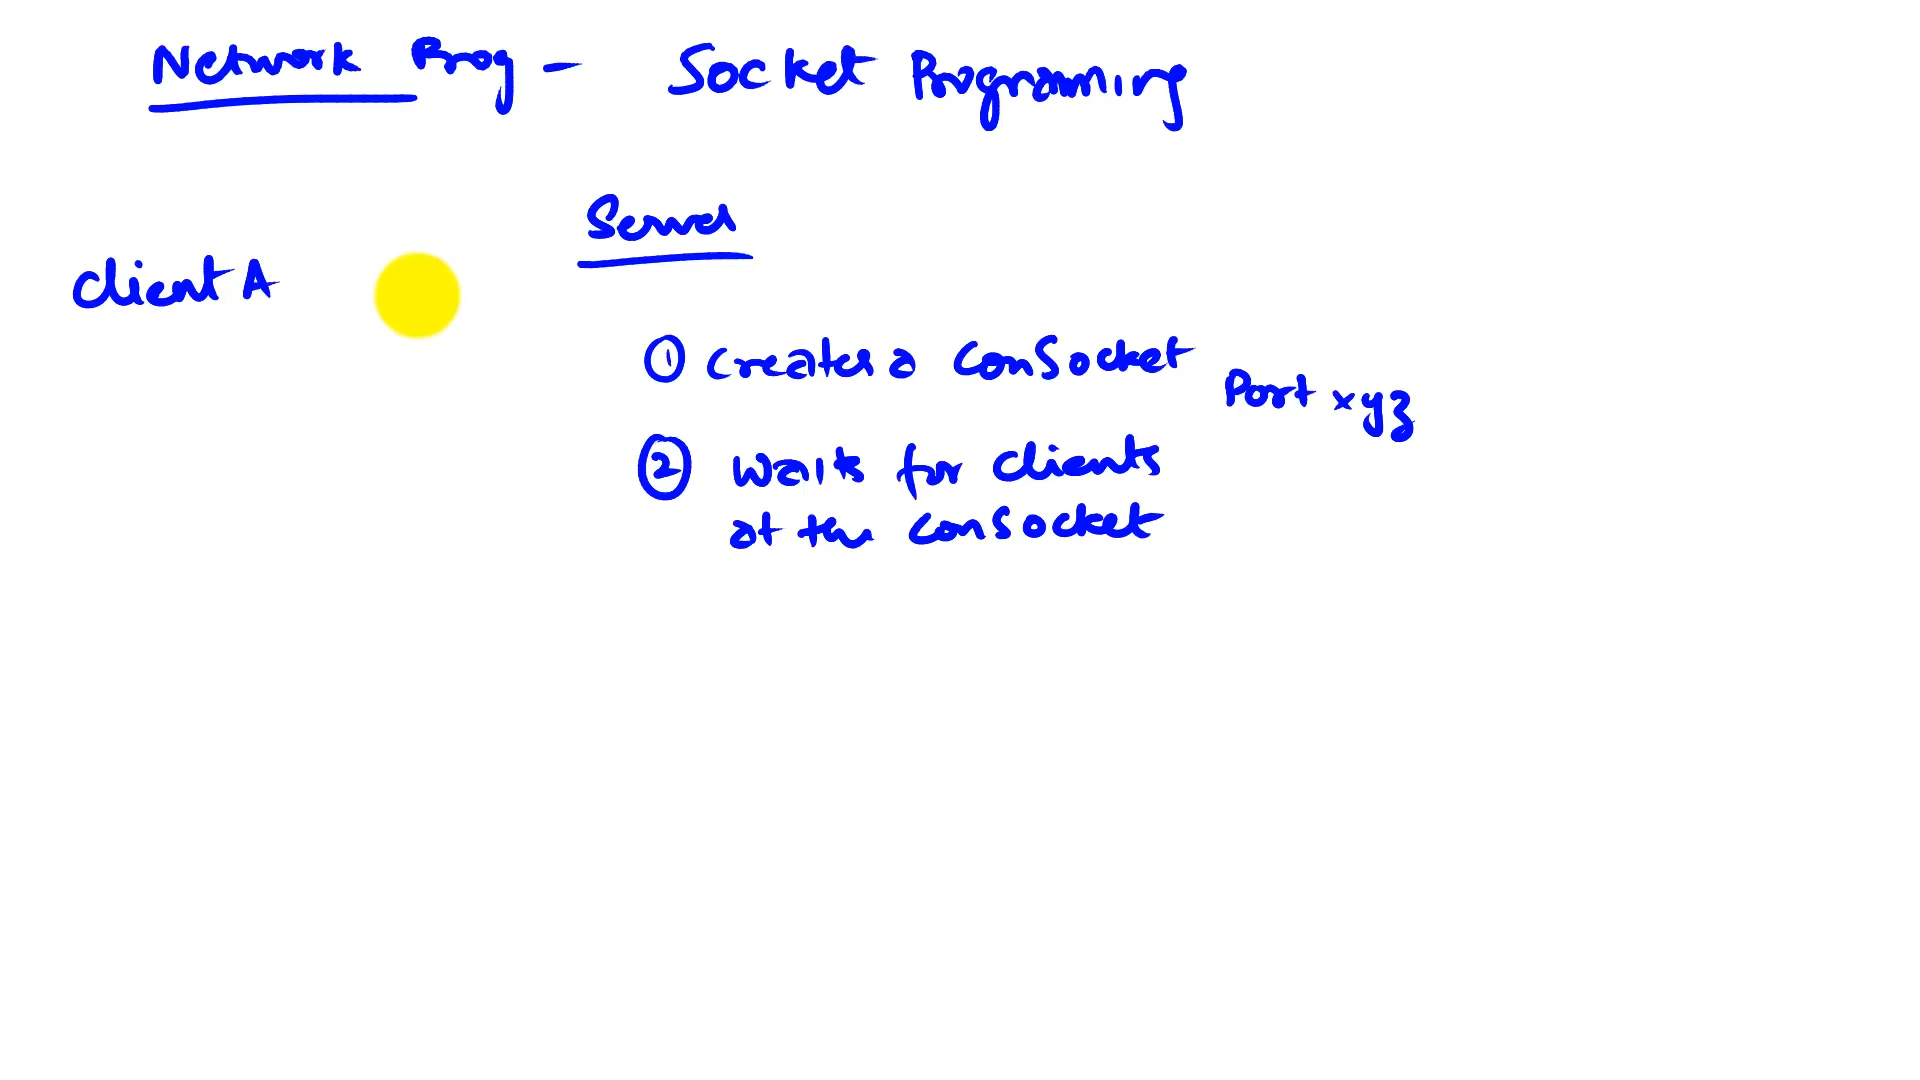 Network Prog - Socket Programming
Server
Client A
① Creates a ConSocket
Port xyz
② Waits for Clients
at the ConSocket